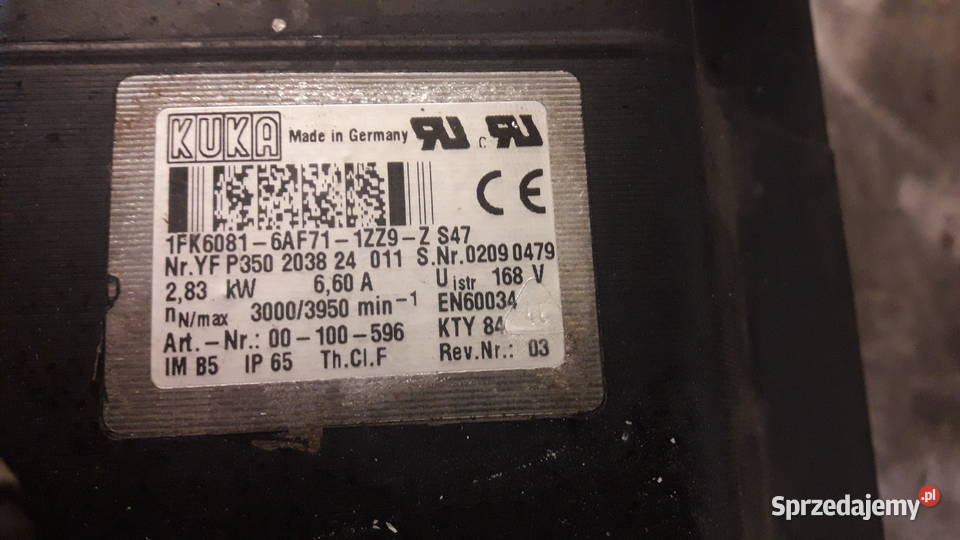 KUKA Made in Germany
CE
1FK6081-6AF71-1ZZ9-Z S47
Nr.YF P350 2038 24 011 S.Nr.0209 0479
2,83 kW 6,60 A Uistr 168 V
nN/max 3000/3950 min-1 EN60034
Art.-Nr.: 00-100-596 KTY 84
IM B5 IP 65 Th.Cl.F Rev.Nr.: 03
Sprzedajemy.pl